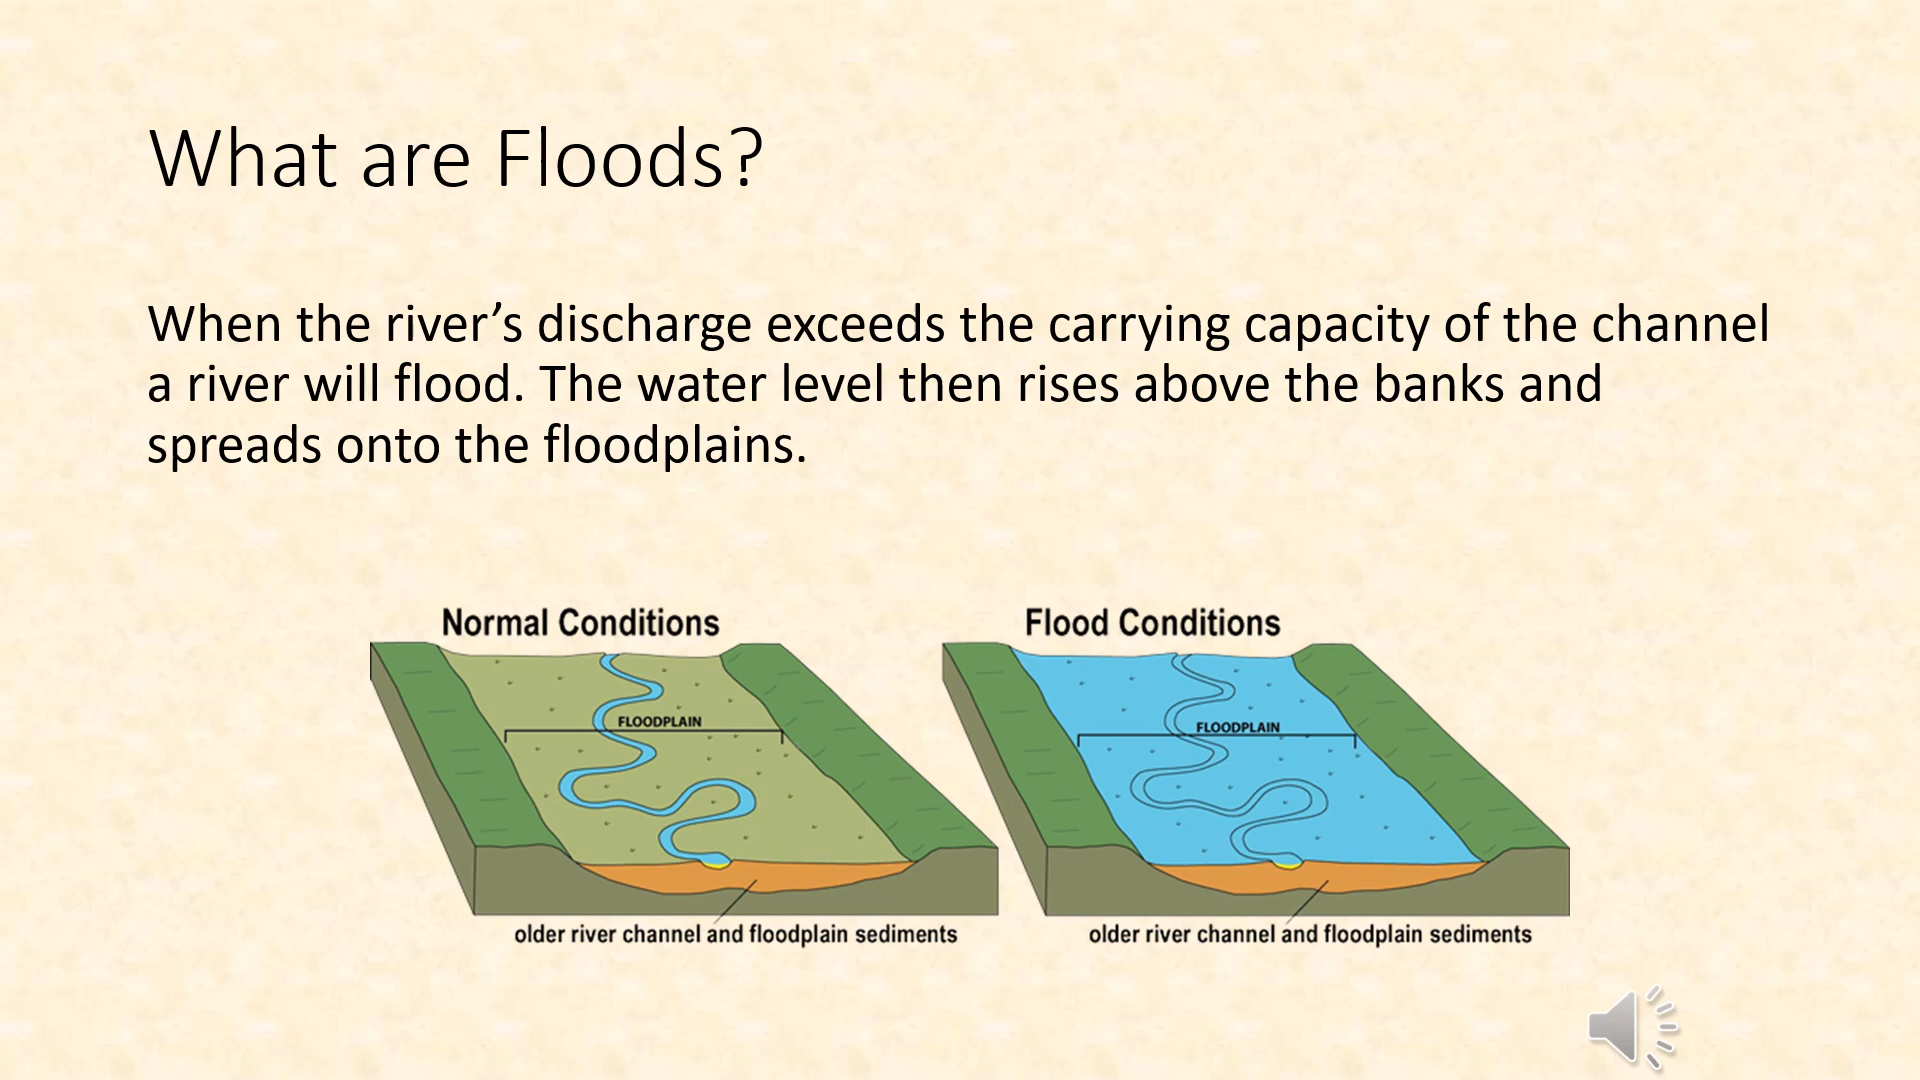 What are Floods?
When the river’s discharge exceeds the carrying capacity of the channel
a river will flood. The water level then rises above the banks and
spreads onto the floodplains.
Normal Conditions
FLOODPLAIN
older river channel and floodplain sediments
Flood Conditions
FLOODPLAIN
older river channel and floodplain sediments